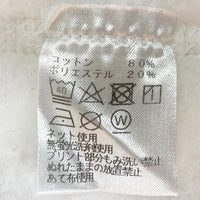 コットン 80%
ポリエステル 20%
40
W
ネット使用
無蛍光洗剤使用
プリント部分もみ洗い禁止
ぬれたままの放置禁止
あて布使用